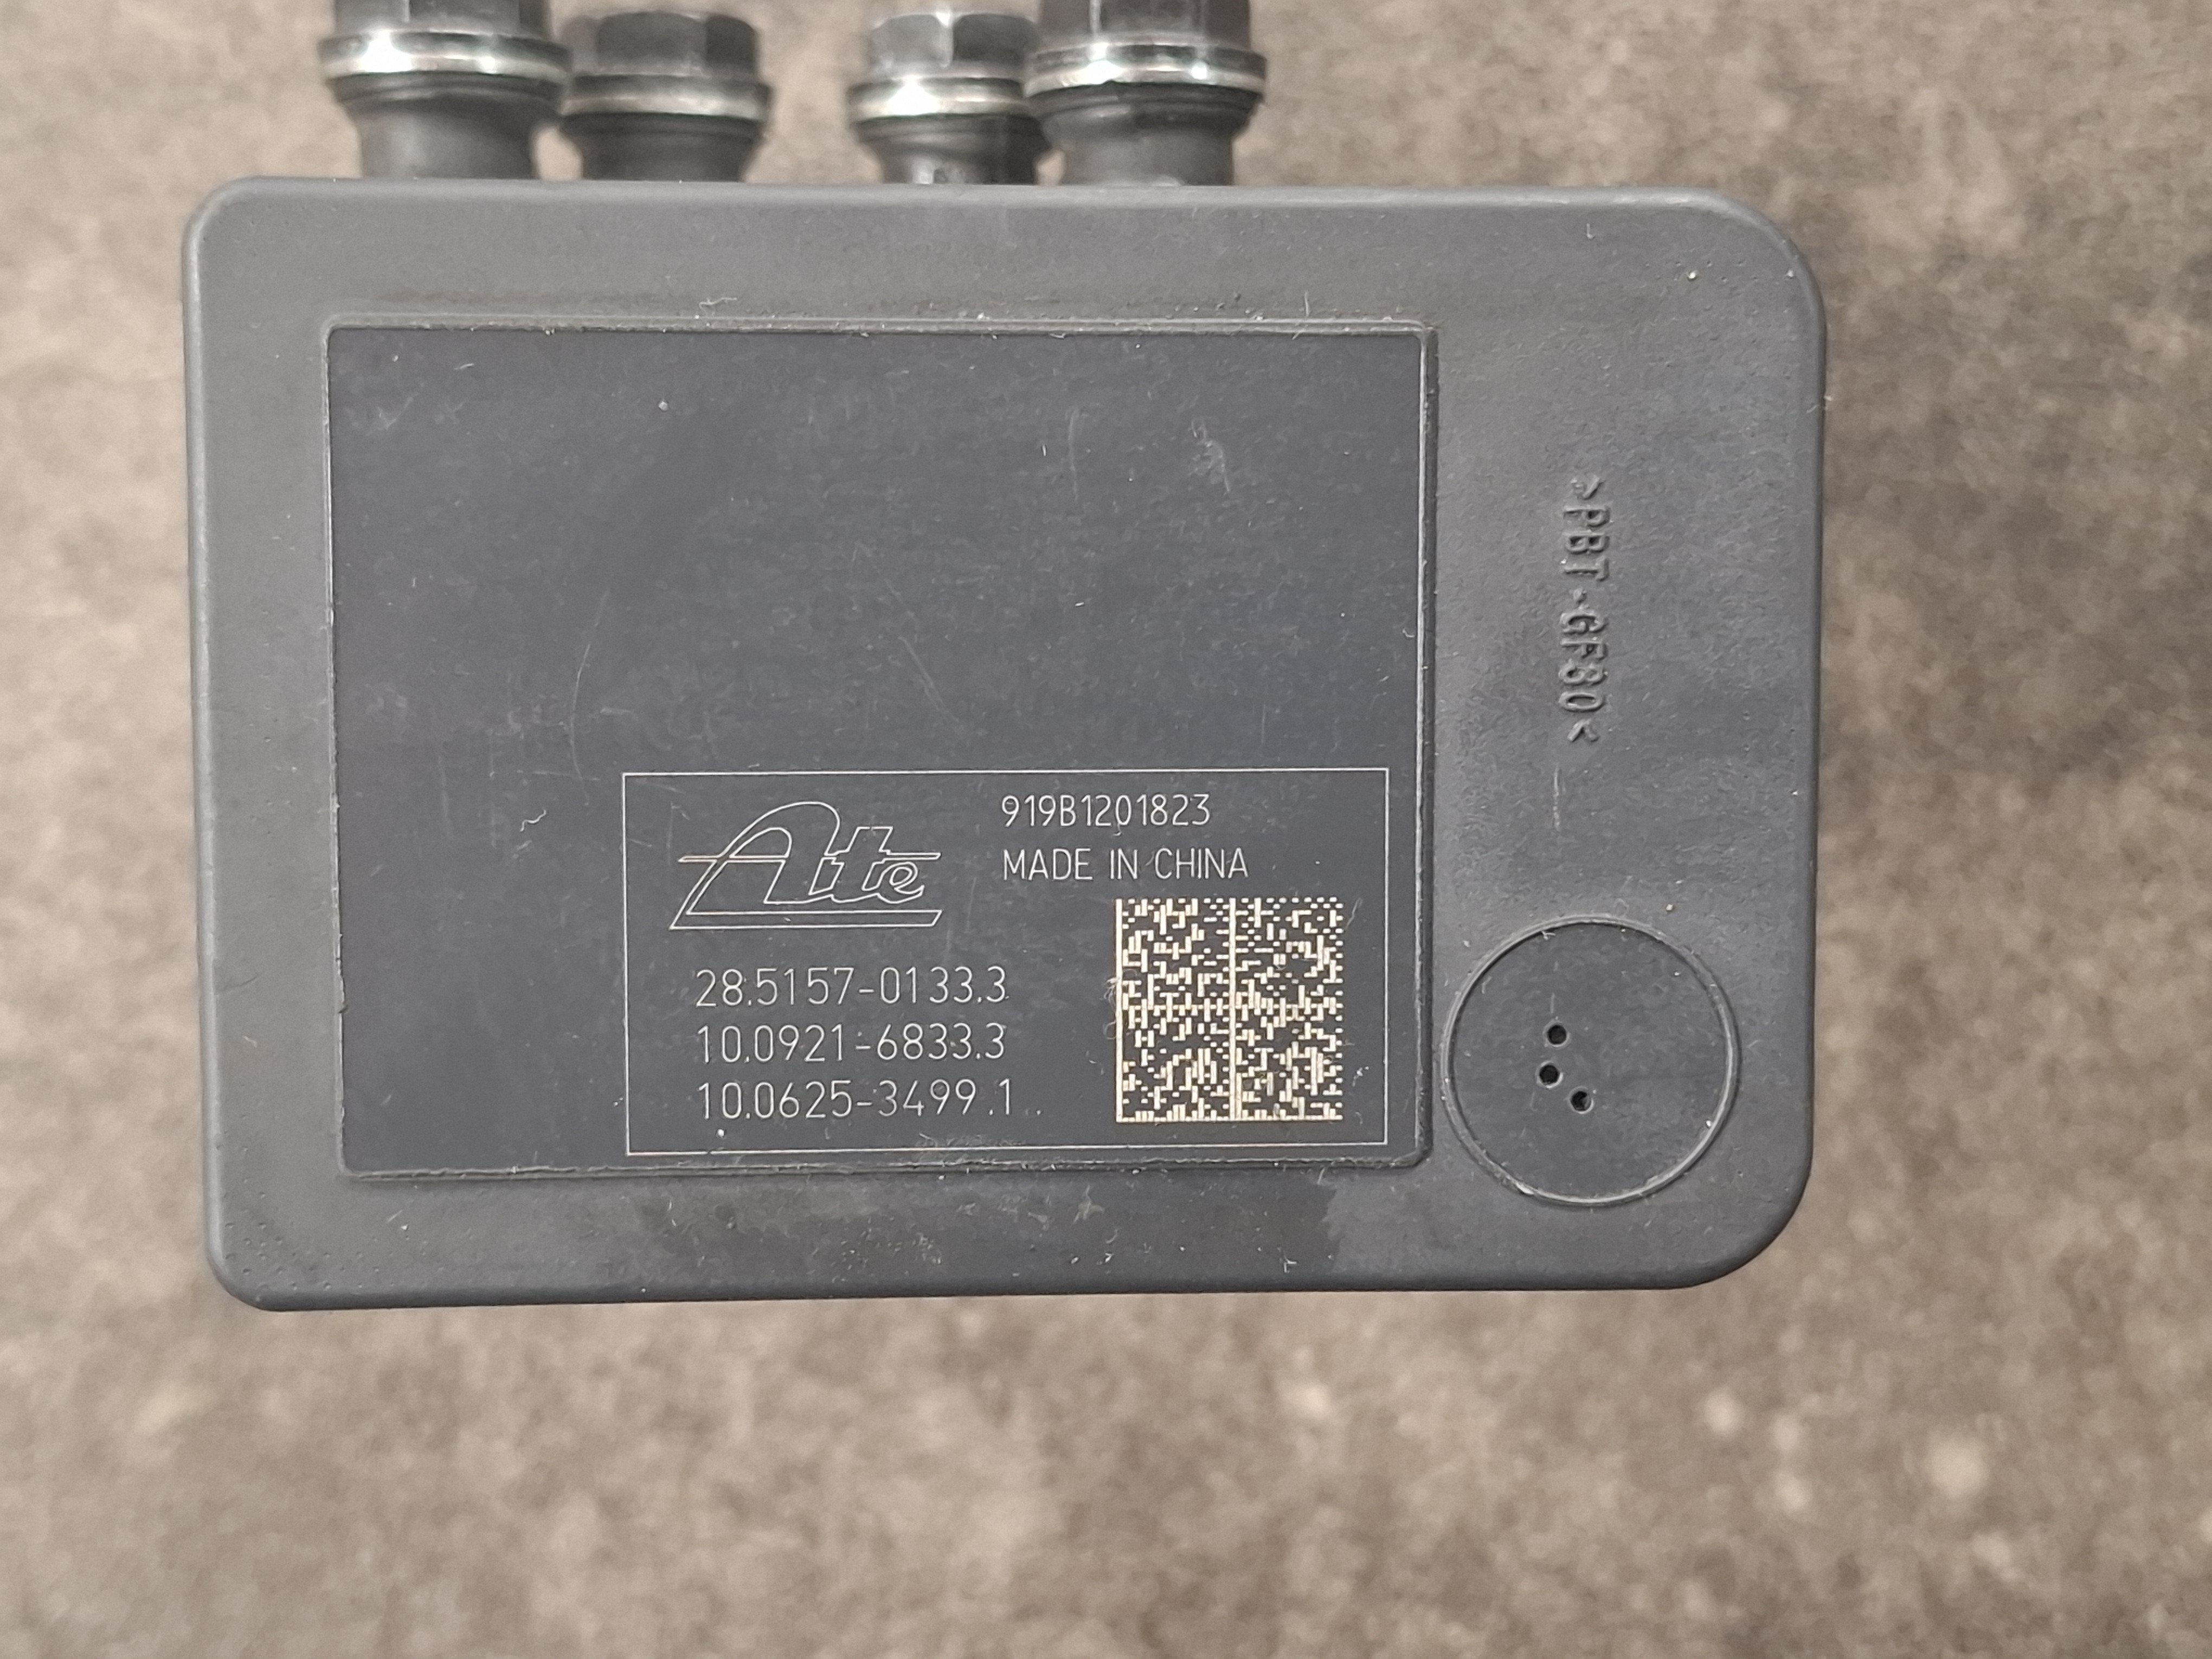 >PBT-GF30<
Ate
919B1201823
MADE IN CHINA
28.5157-0133.3
10.0921-6833.3
10.0625-3499.1